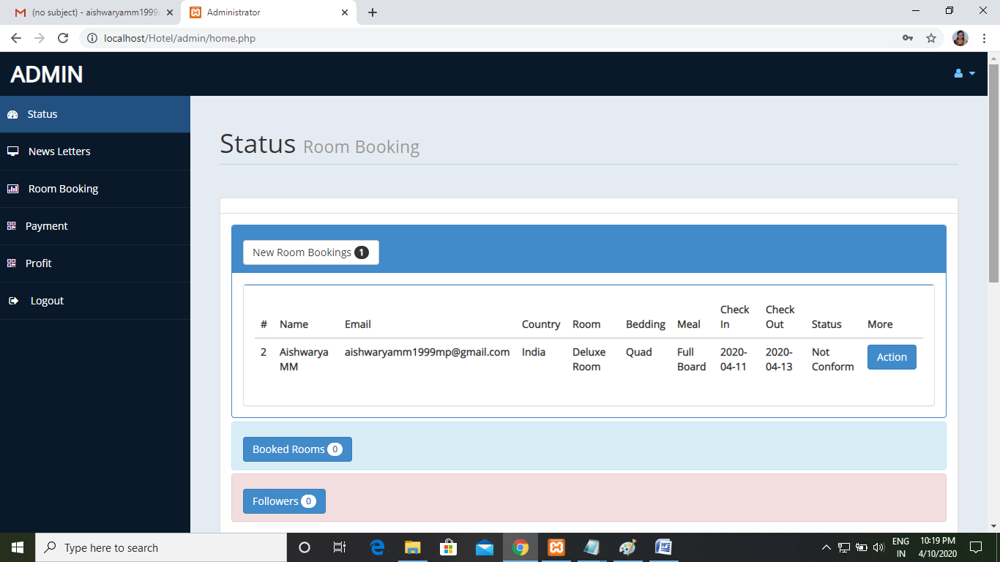 (no subject) - aishwaryamm1999
Administrator
localhost/Hotel/admin/home.php
ADMIN
Status
News Letters
Room Booking
Payment
Profit
Logout
Status Room Booking
New Room Bookings 1
# Name Email Country Room Bedding Meal Check In Check Out Status More
2 Aishwarya MM aishwaryamm1999mp@gmail.com India Deluxe Room Quad Full Board 2020-04-11 2020-04-13 Not Conform Action
Booked Rooms 0
Followers 0
Type here to search
ENG
IN
10:19 PM
4/10/2020